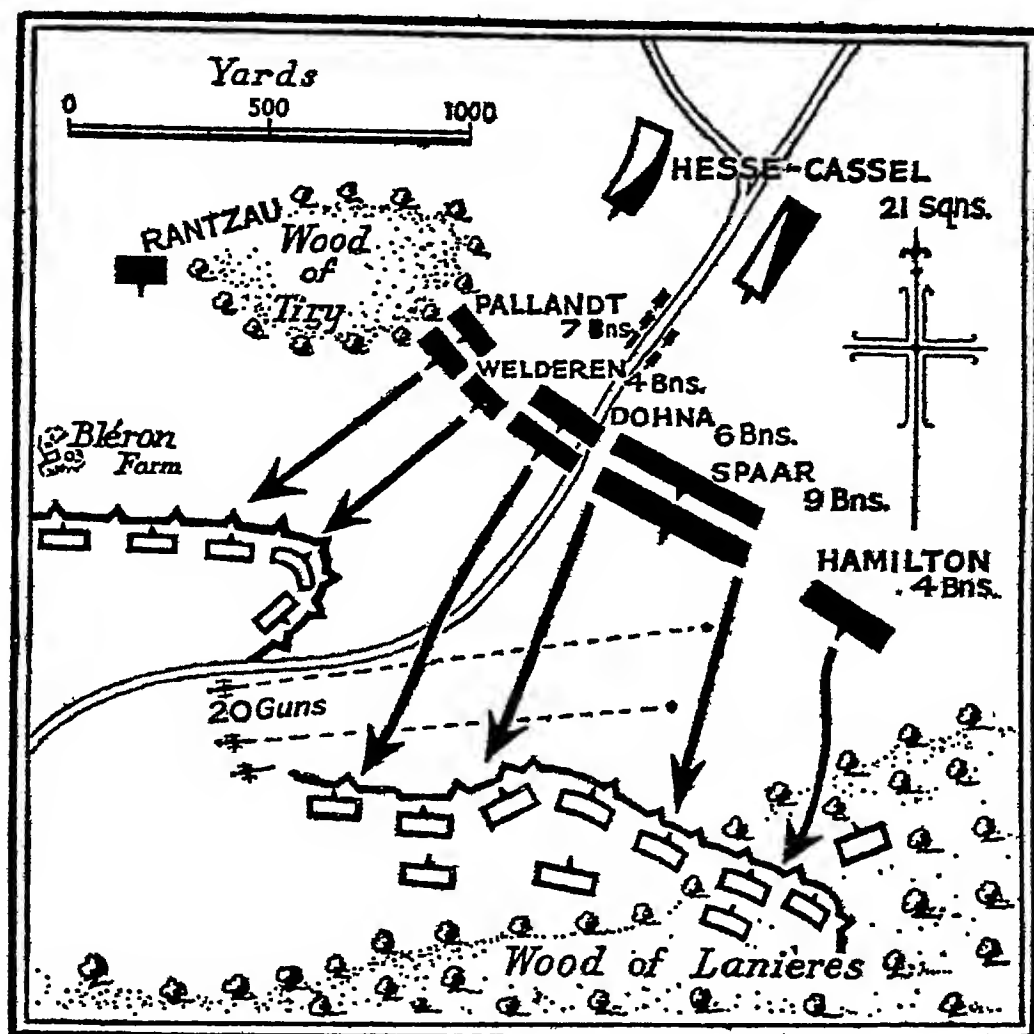 Yards
0 500 1000
HESSE-CASSEL
21 Sqns.
RANTZAU
Wood
of
Tiry
PALLANDT
7 Bns.
WELDEREN
4 Bns.
DOHNA
6 Bns.
SPAAR
9 Bns.
Bléron
Farm
HAMILTON
4 Bns.
20 Guns
Wood of Lanières